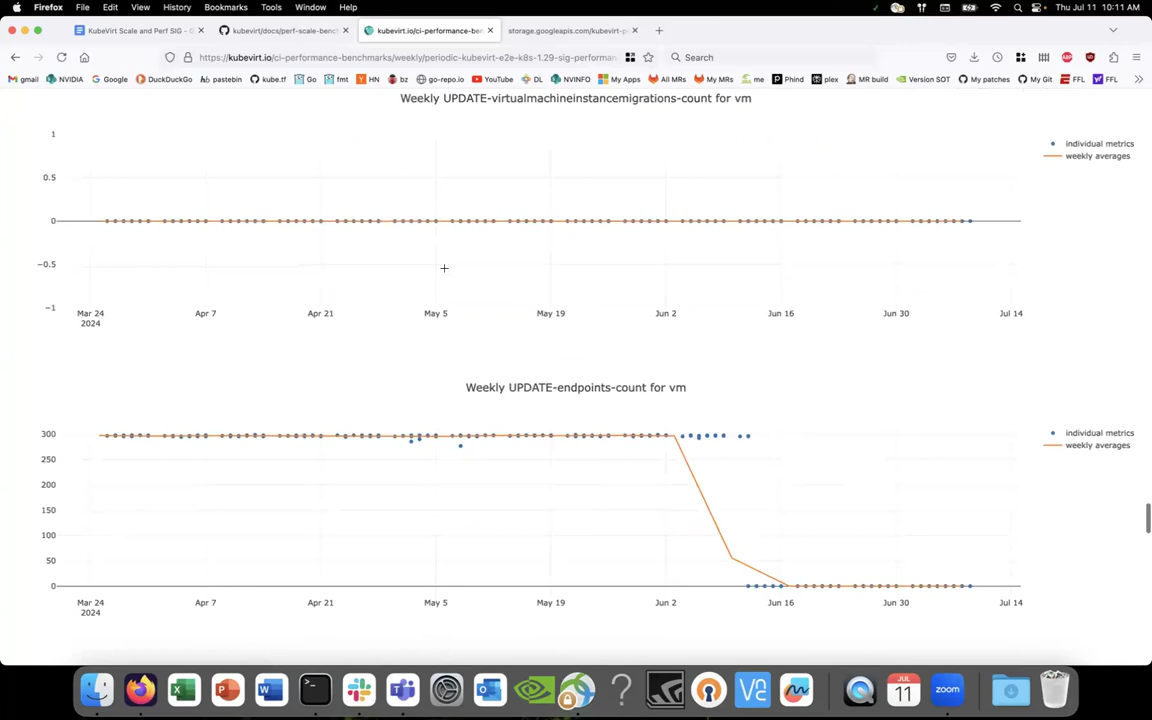 Firefox File Edit View History Bookmarks Tools Window Help Thu Jul 11 10:11 AM
KubeVirt Scale and Perf SIG - kubevirt/docs/perf-scale-benc kubevirt.io/ci-performance-ben storage.googleapis.com/kubevirt-p
https://kubevirt.io/ci-performance-benchmarks/weekly/periodic-kubevirt-e2e-k8s-1.29-sig-performan Search
gmail NVIDIA Google DuckDuckGo pastebin kube.tf Go fmt HN bz go-repo.io YouTube DL NVINFO My Apps All MRs My MRs me Phind plex Version SOT My patches My Git FFL FFL
Weekly UPDATE-virtualmachineinstancemigrations-count for vm
individual metrics
weekly averages
1
0.5
0
−0.5
−1
Mar 24 Apr 7 Apr 21 May 5 May 19 Jun 2 Jun 16 Jun 30 Jul 14
2024
Weekly UPDATE-endpoints-count for vm
individual metrics
weekly averages
300
250
200
150
100
50
0
Mar 24 Apr 7 Apr 21 May 5 May 19 Jun 2 Jun 16 Jun 30 Jul 14
2024
JUL
11
zoom